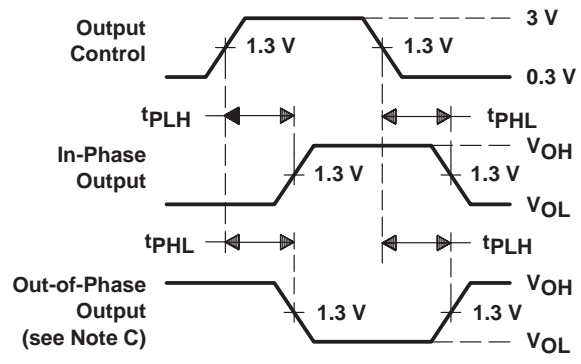 Output
Control
1.3 V
1.3 V
3 V
0.3 V
tPLH
tPHL
In-Phase
Output
1.3 V
1.3 V
VOH
VOL
tPHL
tPLH
Out-of-Phase
Output
(see Note C)
1.3 V
1.3 V
VOH
VOL